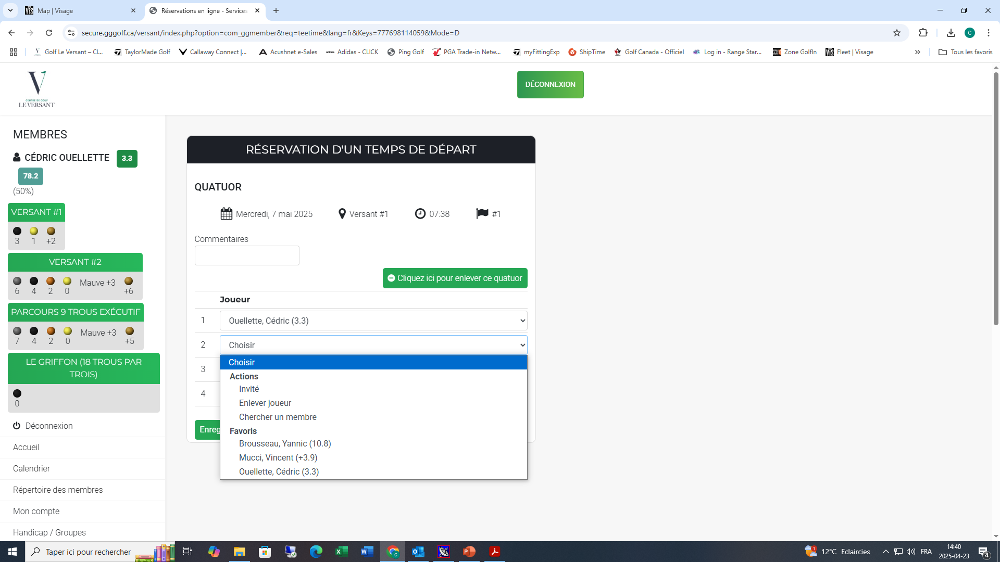 Map | Visage
Réservations en ligne - Services
secure.gggolf.ca/versant/index.php?option=com_ggmember&req=teetime&lang=fr&Keys=777698114059&Mode=D
C
Golf Le Versant – Cl...
TaylorMade Golf
Callaway Connect |...
Acushnet e-Sales
Adidas - CLICK
Ping Golf
PGA Trade-in Netw...
myFittingExp
ShipTime
Golf Canada - Officiel
Log in - Range Star...
Zone GolfIn
Fleet | Visage
Tous les favoris
CENTRE DE GOLF
LE VERSANT
DÉCONNEXION
MEMBRES
CÉDRIC OUELLETTE 3.3
78.2
(50%)
VERSANT #1
3 1 +2
VERSANT #2
Mauve +3
6 4 2 0 +6
PARCOURS 9 TROUS EXÉCUTIF
Mauve +3
7 4 2 0 +5
LE GRIFFON (18 TROUS PAR
TROIS)
0
Déconnexion
Accueil
Calendrier
Répertoire des membres
Mon compte
Handicap / Groupes
RÉSERVATION D'UN TEMPS DE DÉPART
QUATUOR
Mercredi, 7 mai 2025
Versant #1
07:38
#1
Commentaires
Cliquez ici pour enlever ce quatuor
Joueur
1 Ouellette, Cédric (3.3)
2 Choisir
3
4
Enreg
Choisir
Actions
Invité
Enlever joueur
Chercher un membre
Favoris
Brousseau, Yannic (10.8)
Mucci, Vincent (+3.9)
Ouellette, Cédric (3.3)
Taper ici pour rechercher
12°C Eclaircies
FRA
14:40
2025-04-23
4